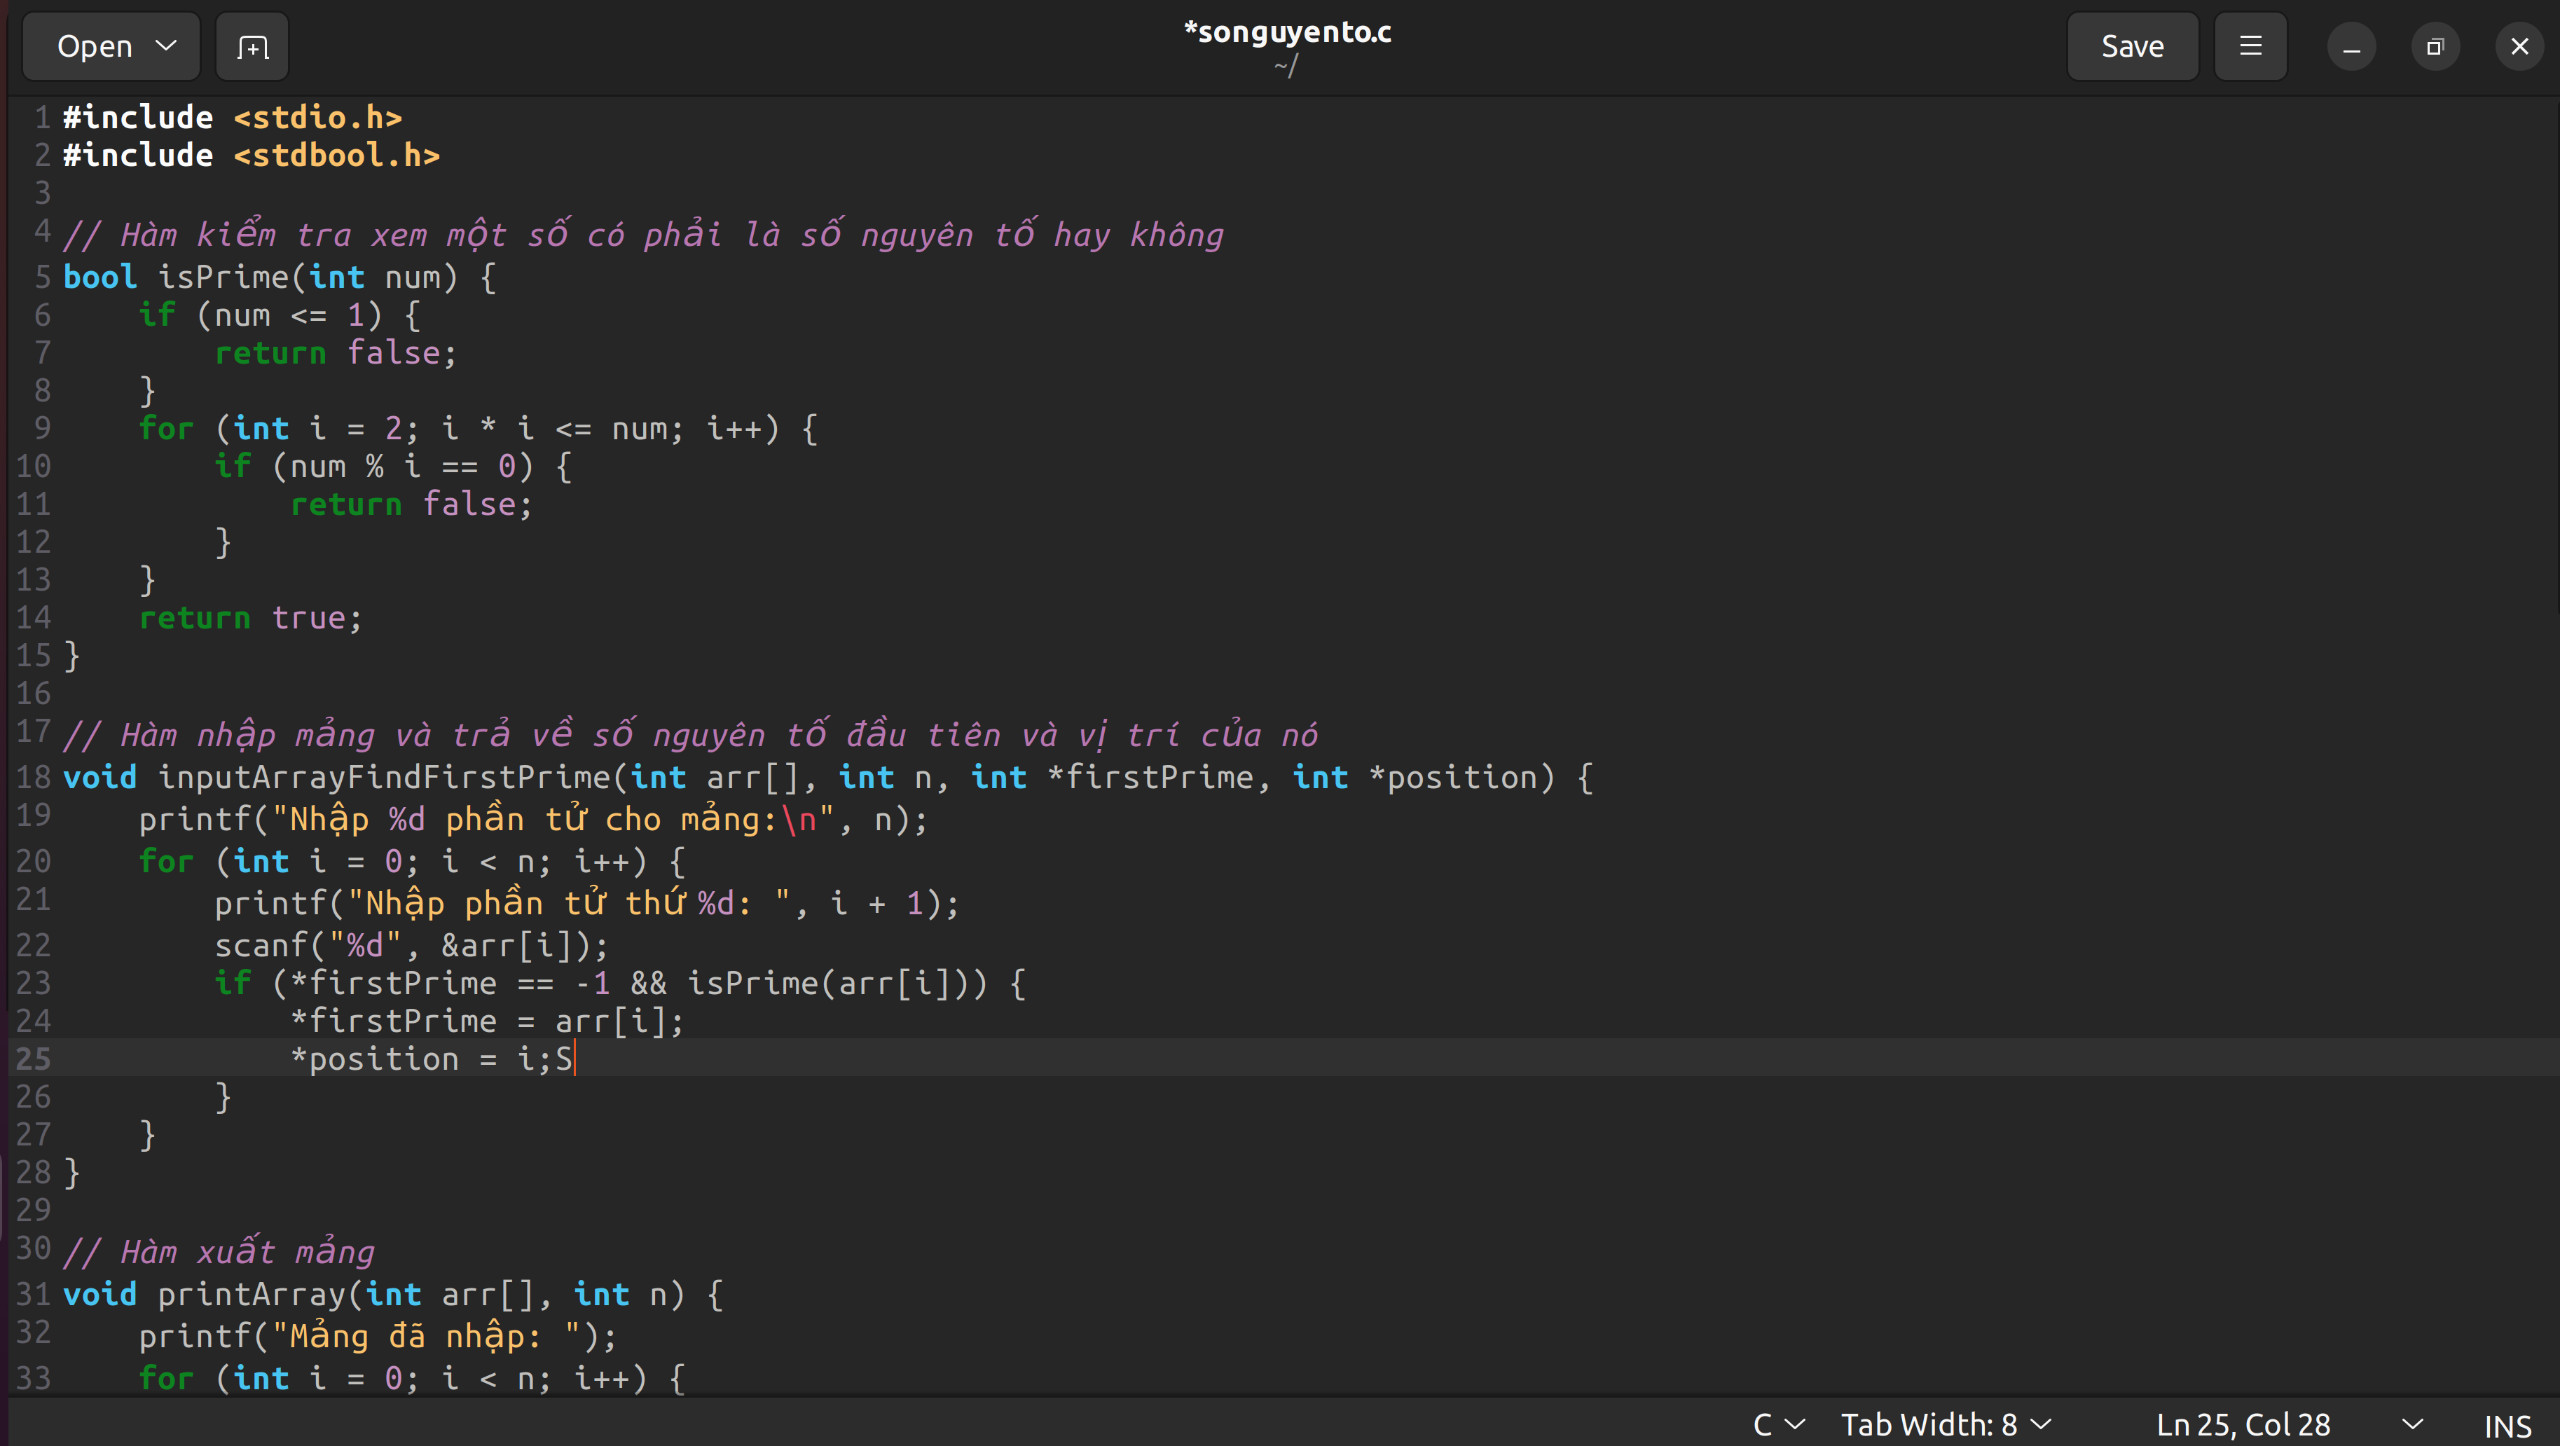 Open
*songuyento.c
~/
Save
1 #include <stdio.h>
2 #include <stdbool.h>
3
4 // Hàm kiểm tra xem một số có phải là số nguyên tố hay không
5 bool isPrime(int num) {
6     if (num <= 1) {
7         return false;
8     }
9     for (int i = 2; i * i <= num; i++) {
10         if (num % i == 0) {
11             return false;
12         }
13     }
14     return true;
15 }
16
17 // Hàm nhập mảng và trả về số nguyên tố đầu tiên và vị trí của nó
18 void inputArrayFindFirstPrime(int arr[], int n, int *firstPrime, int *position) {
19     printf("Nhập %d phần tử cho mảng:\n", n);
20     for (int i = 0; i < n; i++) {
21         printf("Nhập phần tử thứ %d: ", i + 1);
22         scanf("%d", &arr[i]);
23         if (*firstPrime == -1 && isPrime(arr[i])) {
24             *firstPrime = arr[i];
25             *position = i;S
26         }
27     }
28 }
29
30 // Hàm xuất mảng
31 void printArray(int arr[], int n) {
32     printf("Mảng đã nhập: ");
33     for (int i = 0; i < n; i++) {
C
Tab Width: 8
Ln 25, Col 28
INS